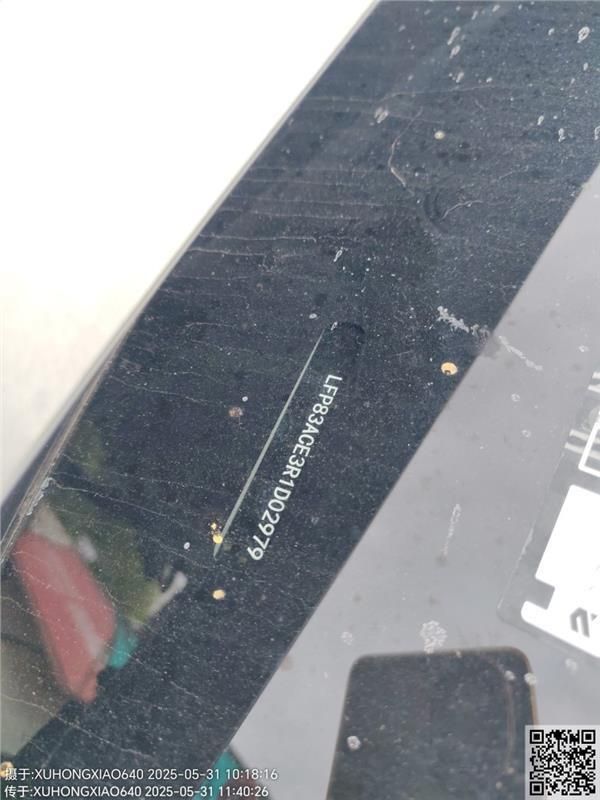 LFP83ACE3R1D02979
摄于:XUHONGXIAO640 2025-05-31 10:18:16
传于:XUHONGXIAO640 2025-05-31 11:40:26